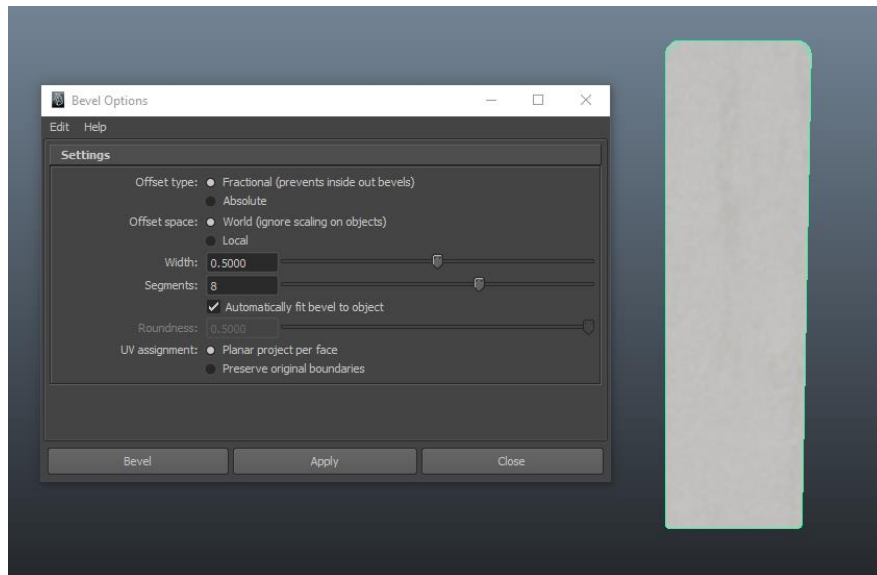 Bevel Options
Edit Help
Settings
Offset type: Fractional (prevents inside out bevels)
Absolute
Offset space: World (ignore scaling on objects)
Local
Width: 0.5000
Segments: 8
Automatically fit bevel to object
Roundness: 0.5000
UV assignment: Planar project per face
Preserve original boundaries
Bevel Apply Close